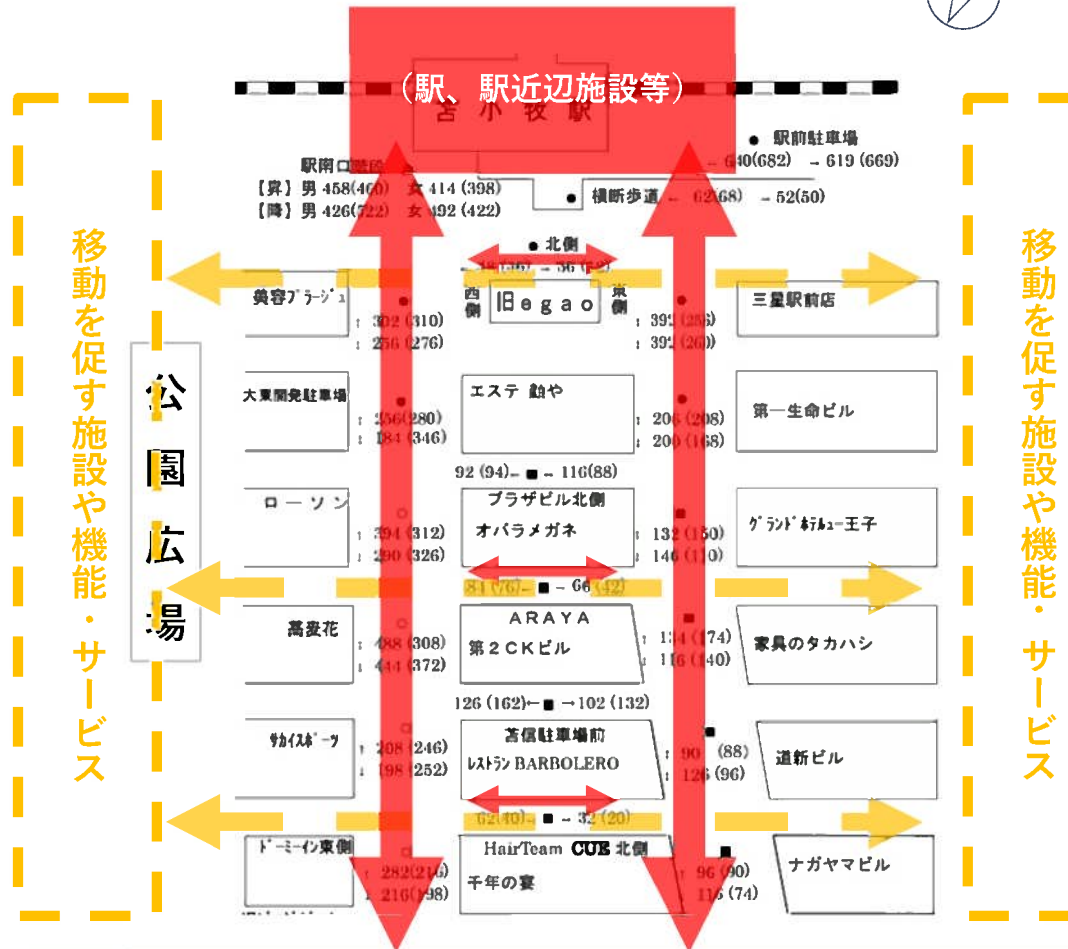 (駅、駅近辺施設等)
苫小牧駅
● 駅前駐車場
640(682) → 619 (669)
駅南口階段
【昇】男 458(460) 女 414 (398)
【降】男 426(722) 女 492 (422)
● 横断歩道 ← 62(68) → 52(50)
● 北側
美容プラージュ
西側
旧egao
東側
三星駅前店
302 (310)
256 (276)
392 (256)
392 (260)
大東開発駐車場
エステ 顔や
第一生命ビル
256(280)
184 (346)
206 (208)
200 (168)
92 (94)← ■ → 116(88)
ローソン
プラザビル北側
オバラメガネ
グランドホテルニュー王子
394 (312)
290 (326)
132 (150)
146 (110)
84 (76)← ■ → 66 (42)
蕎麦花
ARAYA
第2CKビル
家具のタカハシ
488 (308)
444 (372)
134 (174)
116 (140)
126 (162)← ■ →102 (132)
サカイスポーツ
苫信駐車場前
レストラン BARBOLERO
道新ビル
208 (246)
198 (252)
90 (88)
126 (96)
62(40)← ■ → 32 (20)
ドーミーイン東側
HairTeam CUE 北側
千年の宴
ナガヤマビル
282(216)
216(198)
96 (90)
116 (74)
公園広場
移動を促す施設や機能・サービス
移動を促す施設や機能・サービス